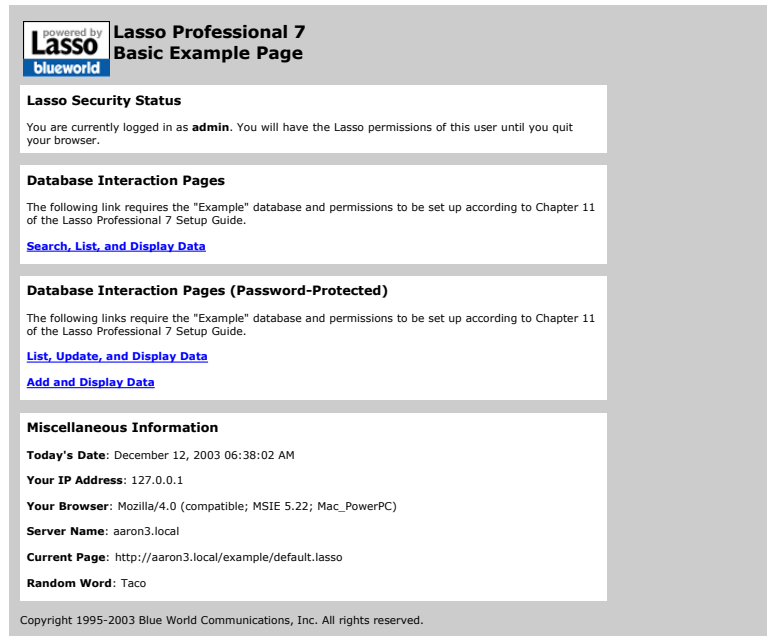 powered by
Lasso
blueworld
Lasso Professional 7
Basic Example Page
Lasso Security Status
You are currently logged in as admin. You will have the Lasso permissions of this user until you quit
your browser.
Database Interaction Pages
The following link requires the "Example" database and permissions to be set up according to Chapter 11
of the Lasso Professional 7 Setup Guide.
Search, List, and Display Data
Database Interaction Pages (Password-Protected)
The following links require the "Example" database and permissions to be set up according to Chapter 11
of the Lasso Professional 7 Setup Guide.
List, Update, and Display Data
Add and Display Data
Miscellaneous Information
Today's Date: December 12, 2003 06:38:02 AM
Your IP Address: 127.0.0.1
Your Browser: Mozilla/4.0 (compatible; MSIE 5.22; Mac_PowerPC)
Server Name: aaron3.local
Current Page: http://aaron3.local/example/default.lasso
Random Word: Taco
Copyright 1995-2003 Blue World Communications, Inc. All rights reserved.